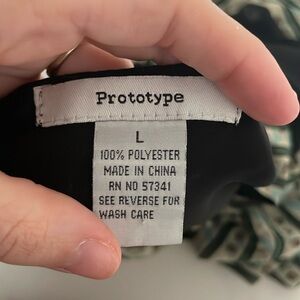 Prototype
L
100% POLYESTER
MADE IN CHINA
RN NO 57341
SEE REVERSE FOR
WASH CARE